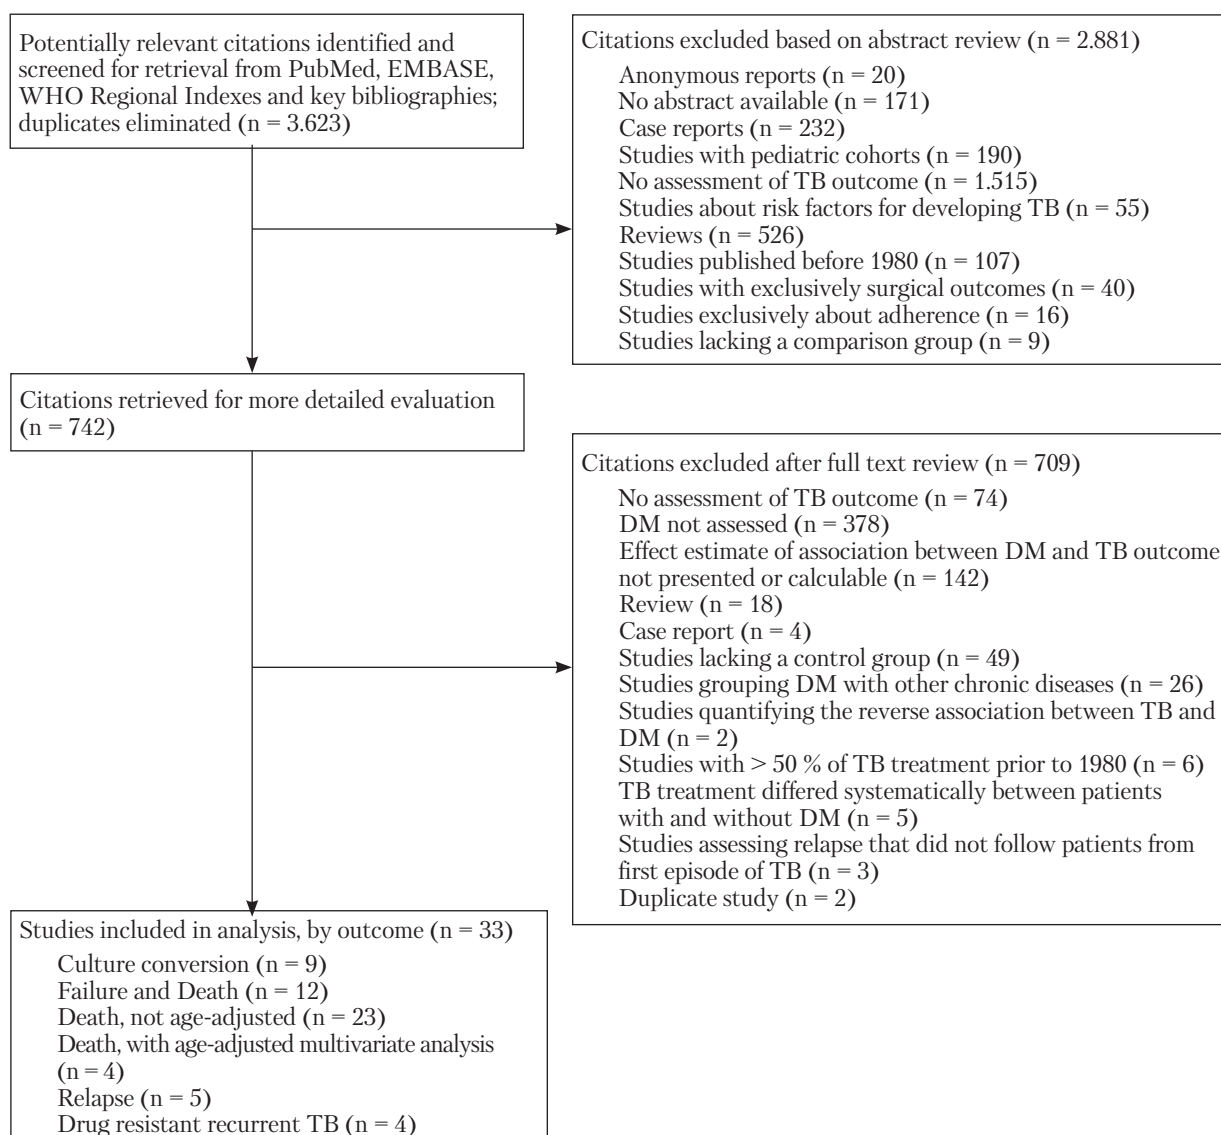 Potentially relevant citations identified and
screened for retrieval from PubMed, EMBASE,
WHO Regional Indexes and key bibliographies;
duplicates eliminated (n = 3.623)
Citations excluded based on abstract review (n = 2.881)
Anonymous reports (n = 20)
No abstract available (n = 171)
Case reports (n = 232)
Studies with pediatric cohorts (n = 190)
No assessment of TB outcome (n = 1.515)
Studies about risk factors for developing TB (n = 55)
Reviews (n = 526)
Studies published before 1980 (n = 107)
Studies with exclusively surgical outcomes (n = 40)
Studies exclusively about adherence (n = 16)
Studies lacking a comparison group (n = 9)
Citations retrieved for more detailed evaluation
(n = 742)
Citations excluded after full text review (n = 709)
No assessment of TB outcome (n = 74)
DM not assessed (n = 378)
Effect estimate of association between DM and TB outcome
not presented or calculable (n = 142)
Review (n = 18)
Case report (n = 4)
Studies lacking a control group (n = 49)
Studies grouping DM with other chronic diseases (n = 26)
Studies quantifying the reverse association between TB and
DM (n = 2)
Studies with > 50 % of TB treatment prior to 1980 (n = 6)
TB treatment differed systematically between patients
with and without DM (n = 5)
Studies assessing relapse that did not follow patients from
first episode of TB (n = 3)
Duplicate study (n = 2)
Studies included in analysis, by outcome (n = 33)
Culture conversion (n = 9)
Failure and Death (n = 12)
Death, not age-adjusted (n = 23)
Death, with age-adjusted multivariate analysis
(n = 4)
Relapse (n = 5)
Drug resistant recurrent TB (n = 4)